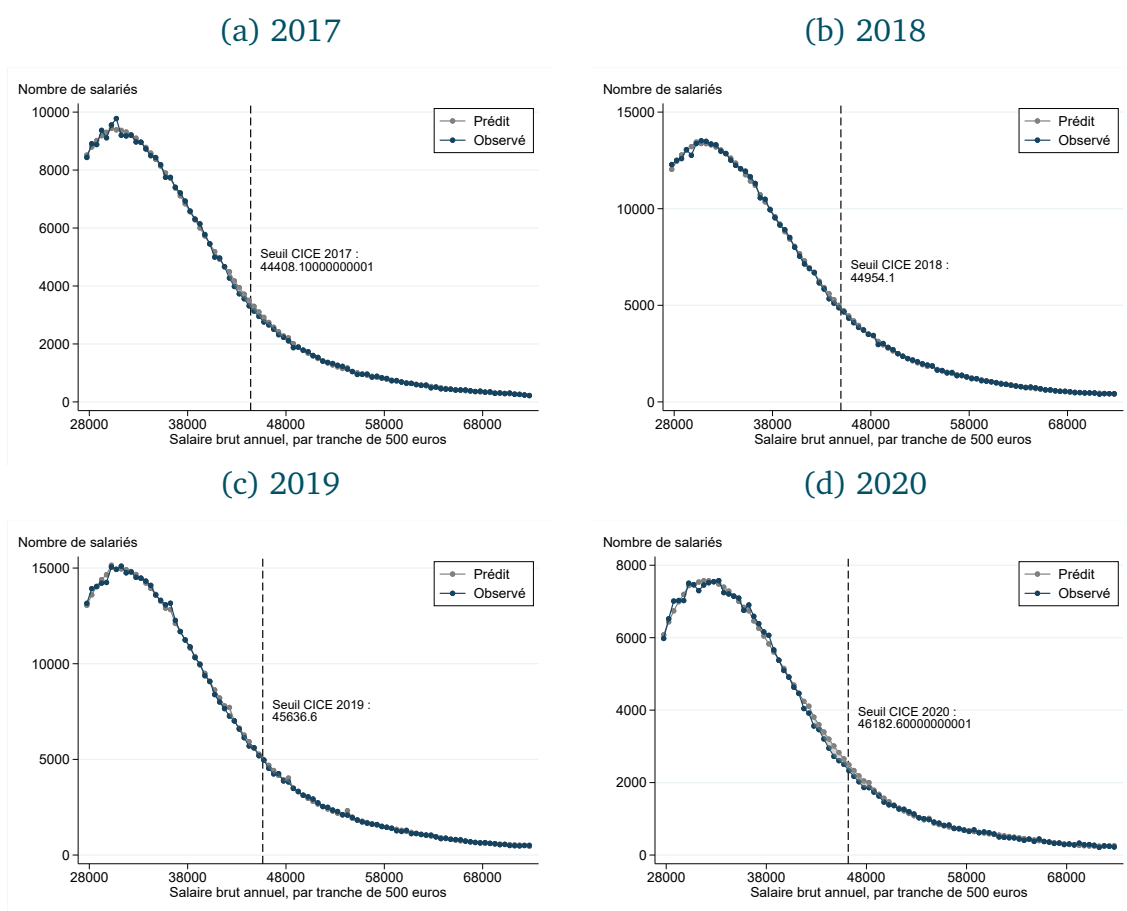 (a) 2017
Nombre de salariés
10000
8000
6000
4000
2000
0
Prédit
Observé
Seuil CICE 2017 :
44408.10000000001
28000 38000 48000 58000 68000
Salaire brut annuel, par tranche de 500 euros
(b) 2018
Nombre de salariés
15000
10000
5000
0
Prédit
Observé
Seuil CICE 2018 :
44954.1
28000 38000 48000 58000 68000
Salaire brut annuel, par tranche de 500 euros
(c) 2019
Nombre de salariés
15000
10000
5000
0
Prédit
Observé
Seuil CICE 2019 :
45636.6
28000 38000 48000 58000 68000
Salaire brut annuel, par tranche de 500 euros
(d) 2020
Nombre de salariés
8000
6000
4000
2000
0
Prédit
Observé
Seuil CICE 2020 :
46182.60000000001
28000 38000 48000 58000 68000
Salaire brut annuel, par tranche de 500 euros